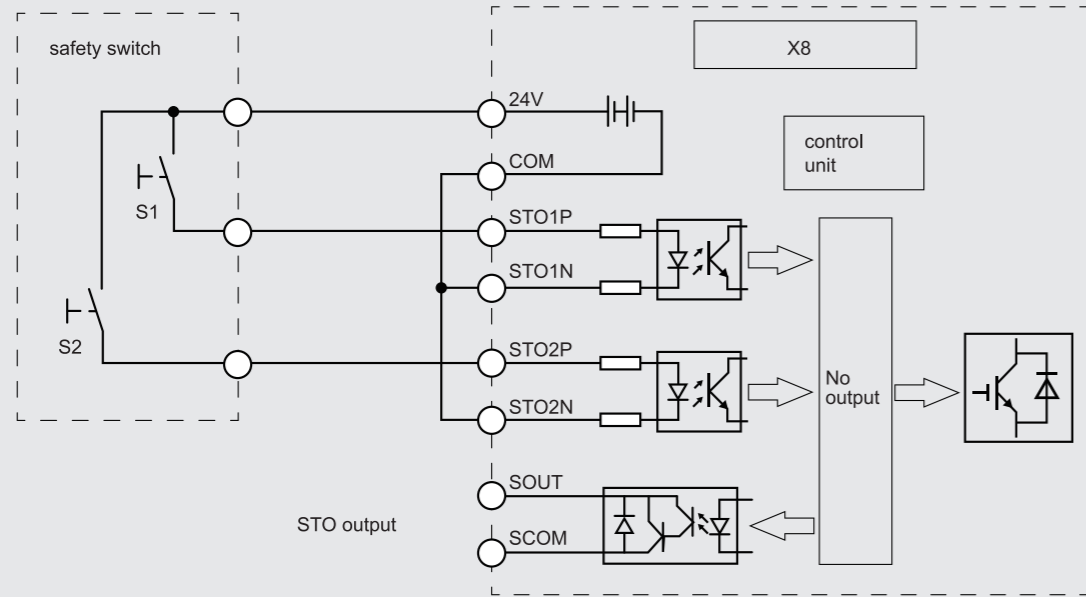 safety switch
X8
24V
control
unit
COM
S1
STO1P
STO1N
S2
STO2P
No
output
STO2N
SOUT
STO output
SCOM